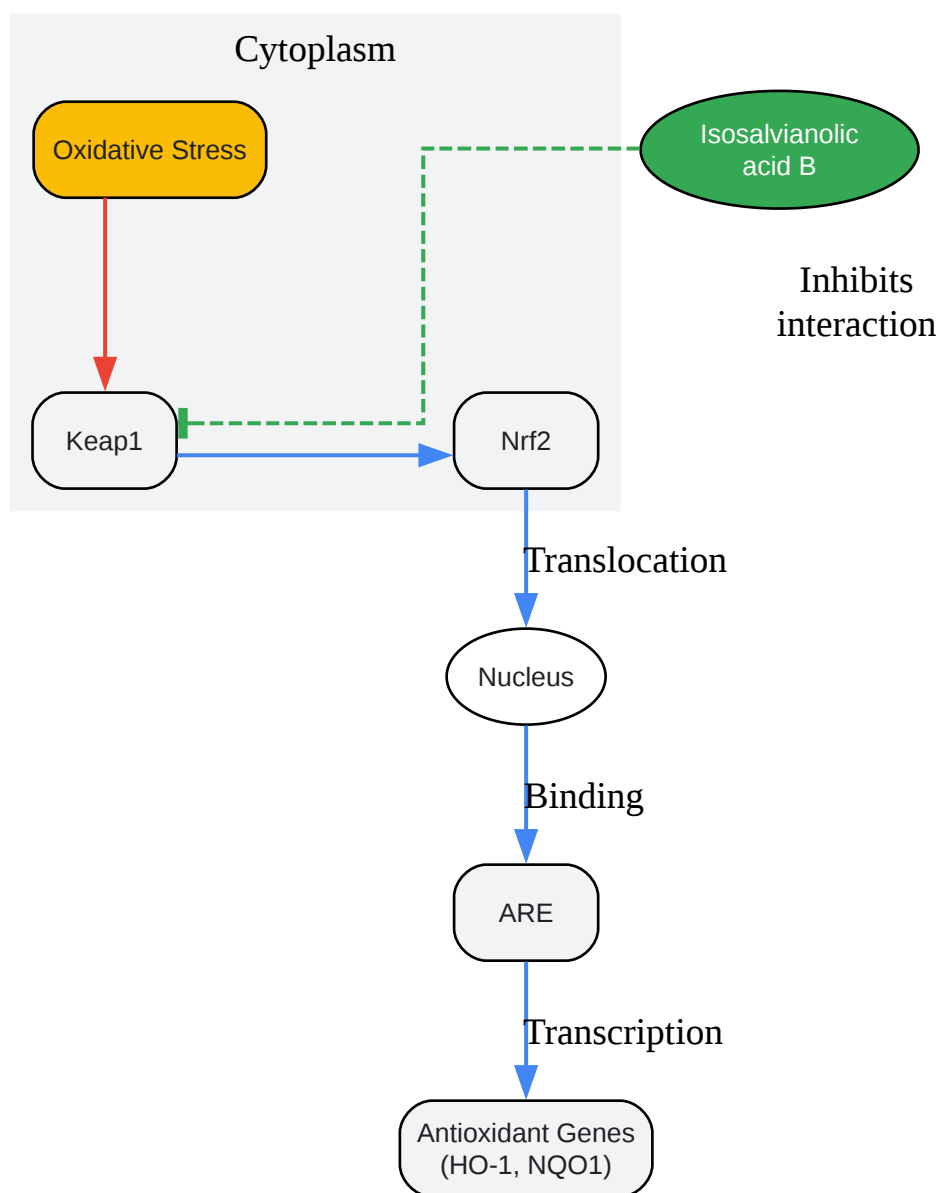 Cytoplasm
Oxidative Stress
Isosalvianolic
acid B
Inhibits
interaction
Keap1
Nrf2
Translocation
Nucleus
Binding
ARE
Transcription
Antioxidant Genes
(HO-1, NQO1)